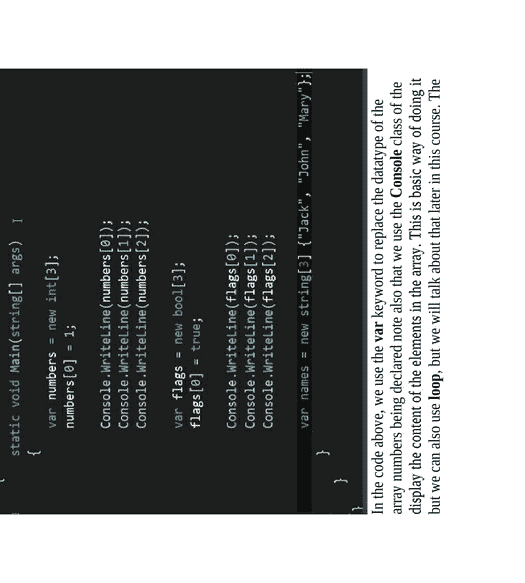 {
static void Main(string[] args)
{
var numbers = new int[3];
numbers[0] = 1;
Console.WriteLine(numbers[0]);
Console.WriteLine(numbers[1]);
Console.WriteLine(numbers[2]);
var flags = new bool[3];
flags[0] = true;
Console.WriteLine(flags[0]);
Console.WriteLine(flags[1]);
Console.WriteLine(flags[2]);
var names = new string[3] {"Jack", "John", "Mary"};
}
}
}
In the code above, we use the var keyword to replace the datatype of the
array numbers being declared note also that we use the Console class of the
display the content of the elements in the array. This is basic way of doing it
but we can also use loop, but we will talk about that later in this course. The